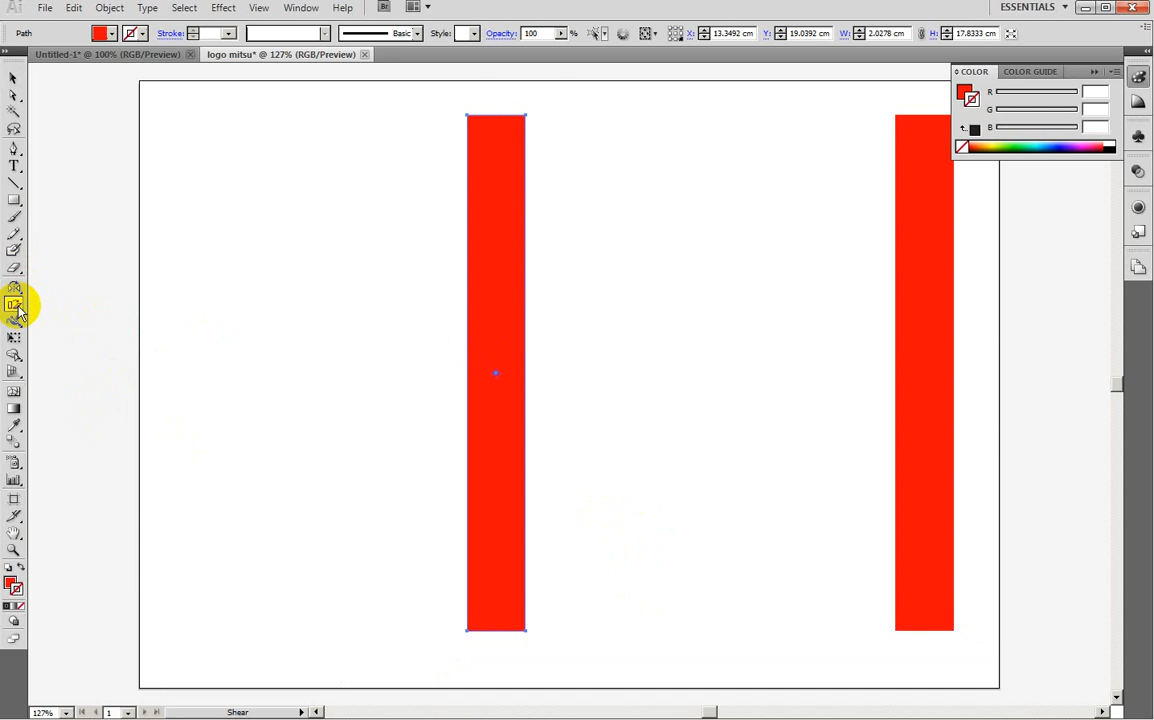 Ai File Edit Object Type Select Effect View Window Help Br ESSENTIALS
Path Stroke: Basic Style: Opacity: 100 % X: 13.3492 cm Y: 19.0392 cm W: 2.0278 cm H: 17.8333 cm
Untitled-1* @ 100% (RGB/Preview) logo mitsu* @ 127% (RGB/Preview)
COLOR COLOR GUIDE
R
G
B
T
127% 1 Shear